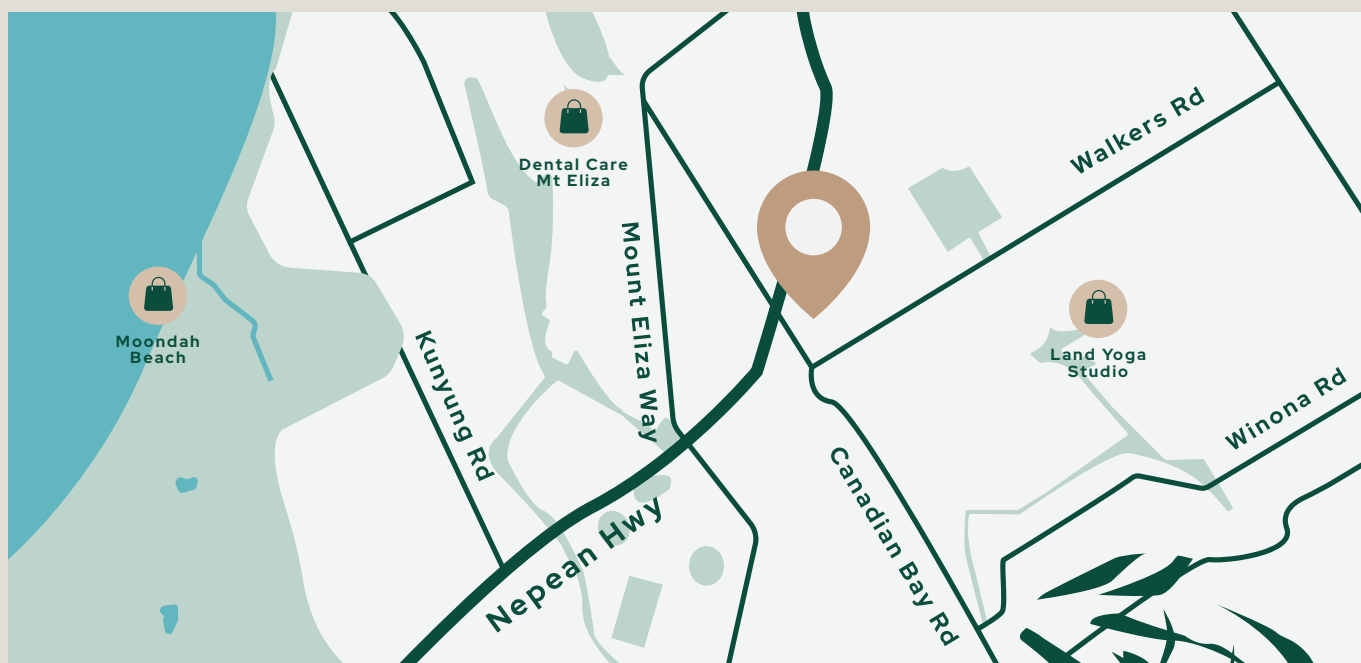 Walkers Rd
Dental Care
Mt Eliza
Mount Eliza Way
Moondah
Beach
Kunyung Rd
Land Yoga
Studio
Winona Rd
Canadian Bay Rd
Nepean Hwy